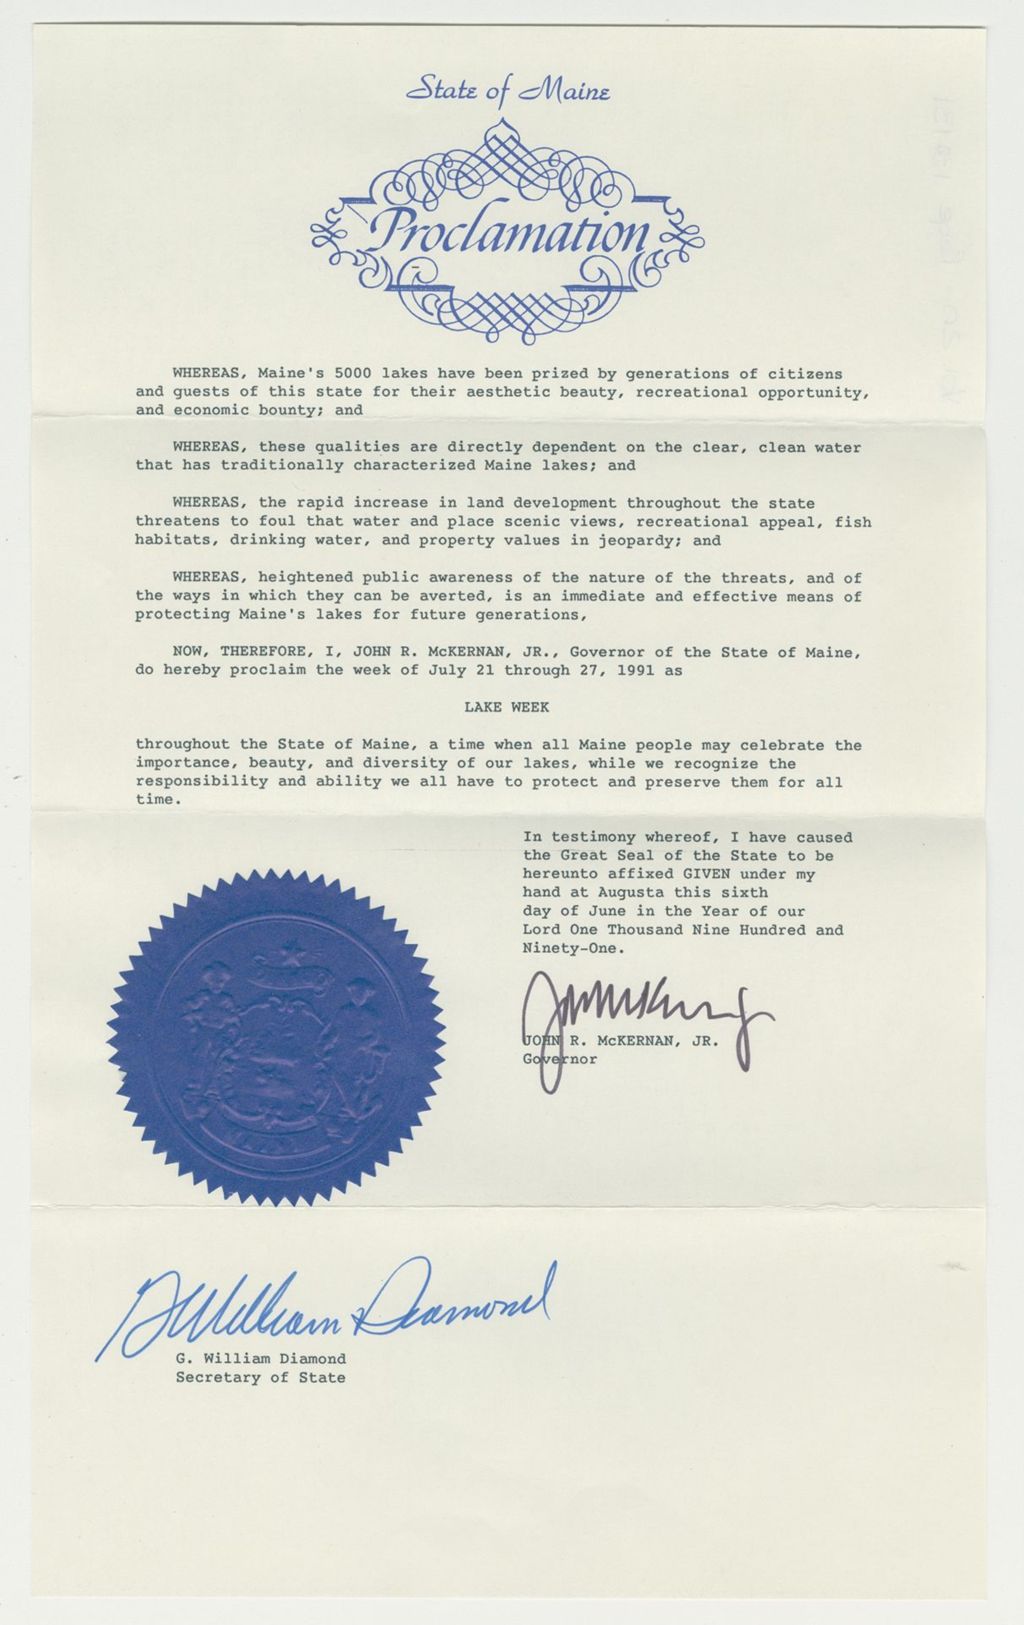 State of Maine
Proclamation
WHEREAS, Maine's 5000 lakes have been prized by generations of citizens
and guests of this state for their aesthetic beauty, recreational opportunity,
and economic bounty; and
WHEREAS, these qualities are directly dependent on the clear, clean water
that has traditionally characterized Maine lakes; and
WHEREAS, the rapid increase in land development throughout the state
threatens to foul that water and place scenic views, recreational appeal, fish
habitats, drinking water, and property values in jeopardy; and
WHEREAS, heightened public awareness of the nature of the threats, and of
the ways in which they can be averted, is an immediate and effective means of
protecting Maine's lakes for future generations,
NOW, THEREFORE, I, JOHN R. McKERNAN, JR., Governor of the State of Maine,
do hereby proclaim the week of July 21 through 27, 1991 as
LAKE WEEK
throughout the State of Maine, a time when all Maine people may celebrate the
importance, beauty, and diversity of our lakes, while we recognize the
responsibility and ability we all have to protect and preserve them for all
time.
In testimony whereof, I have caused
the Great Seal of the State to be
hereunto affixed GIVEN under my
hand at Augusta this sixth
day of June in the Year of our
Lord One Thousand Nine Hundred and
Ninety-One.
JOHN R. McKERNAN, JR.
Governor
G William Diamond
G. William Diamond
Secretary of State